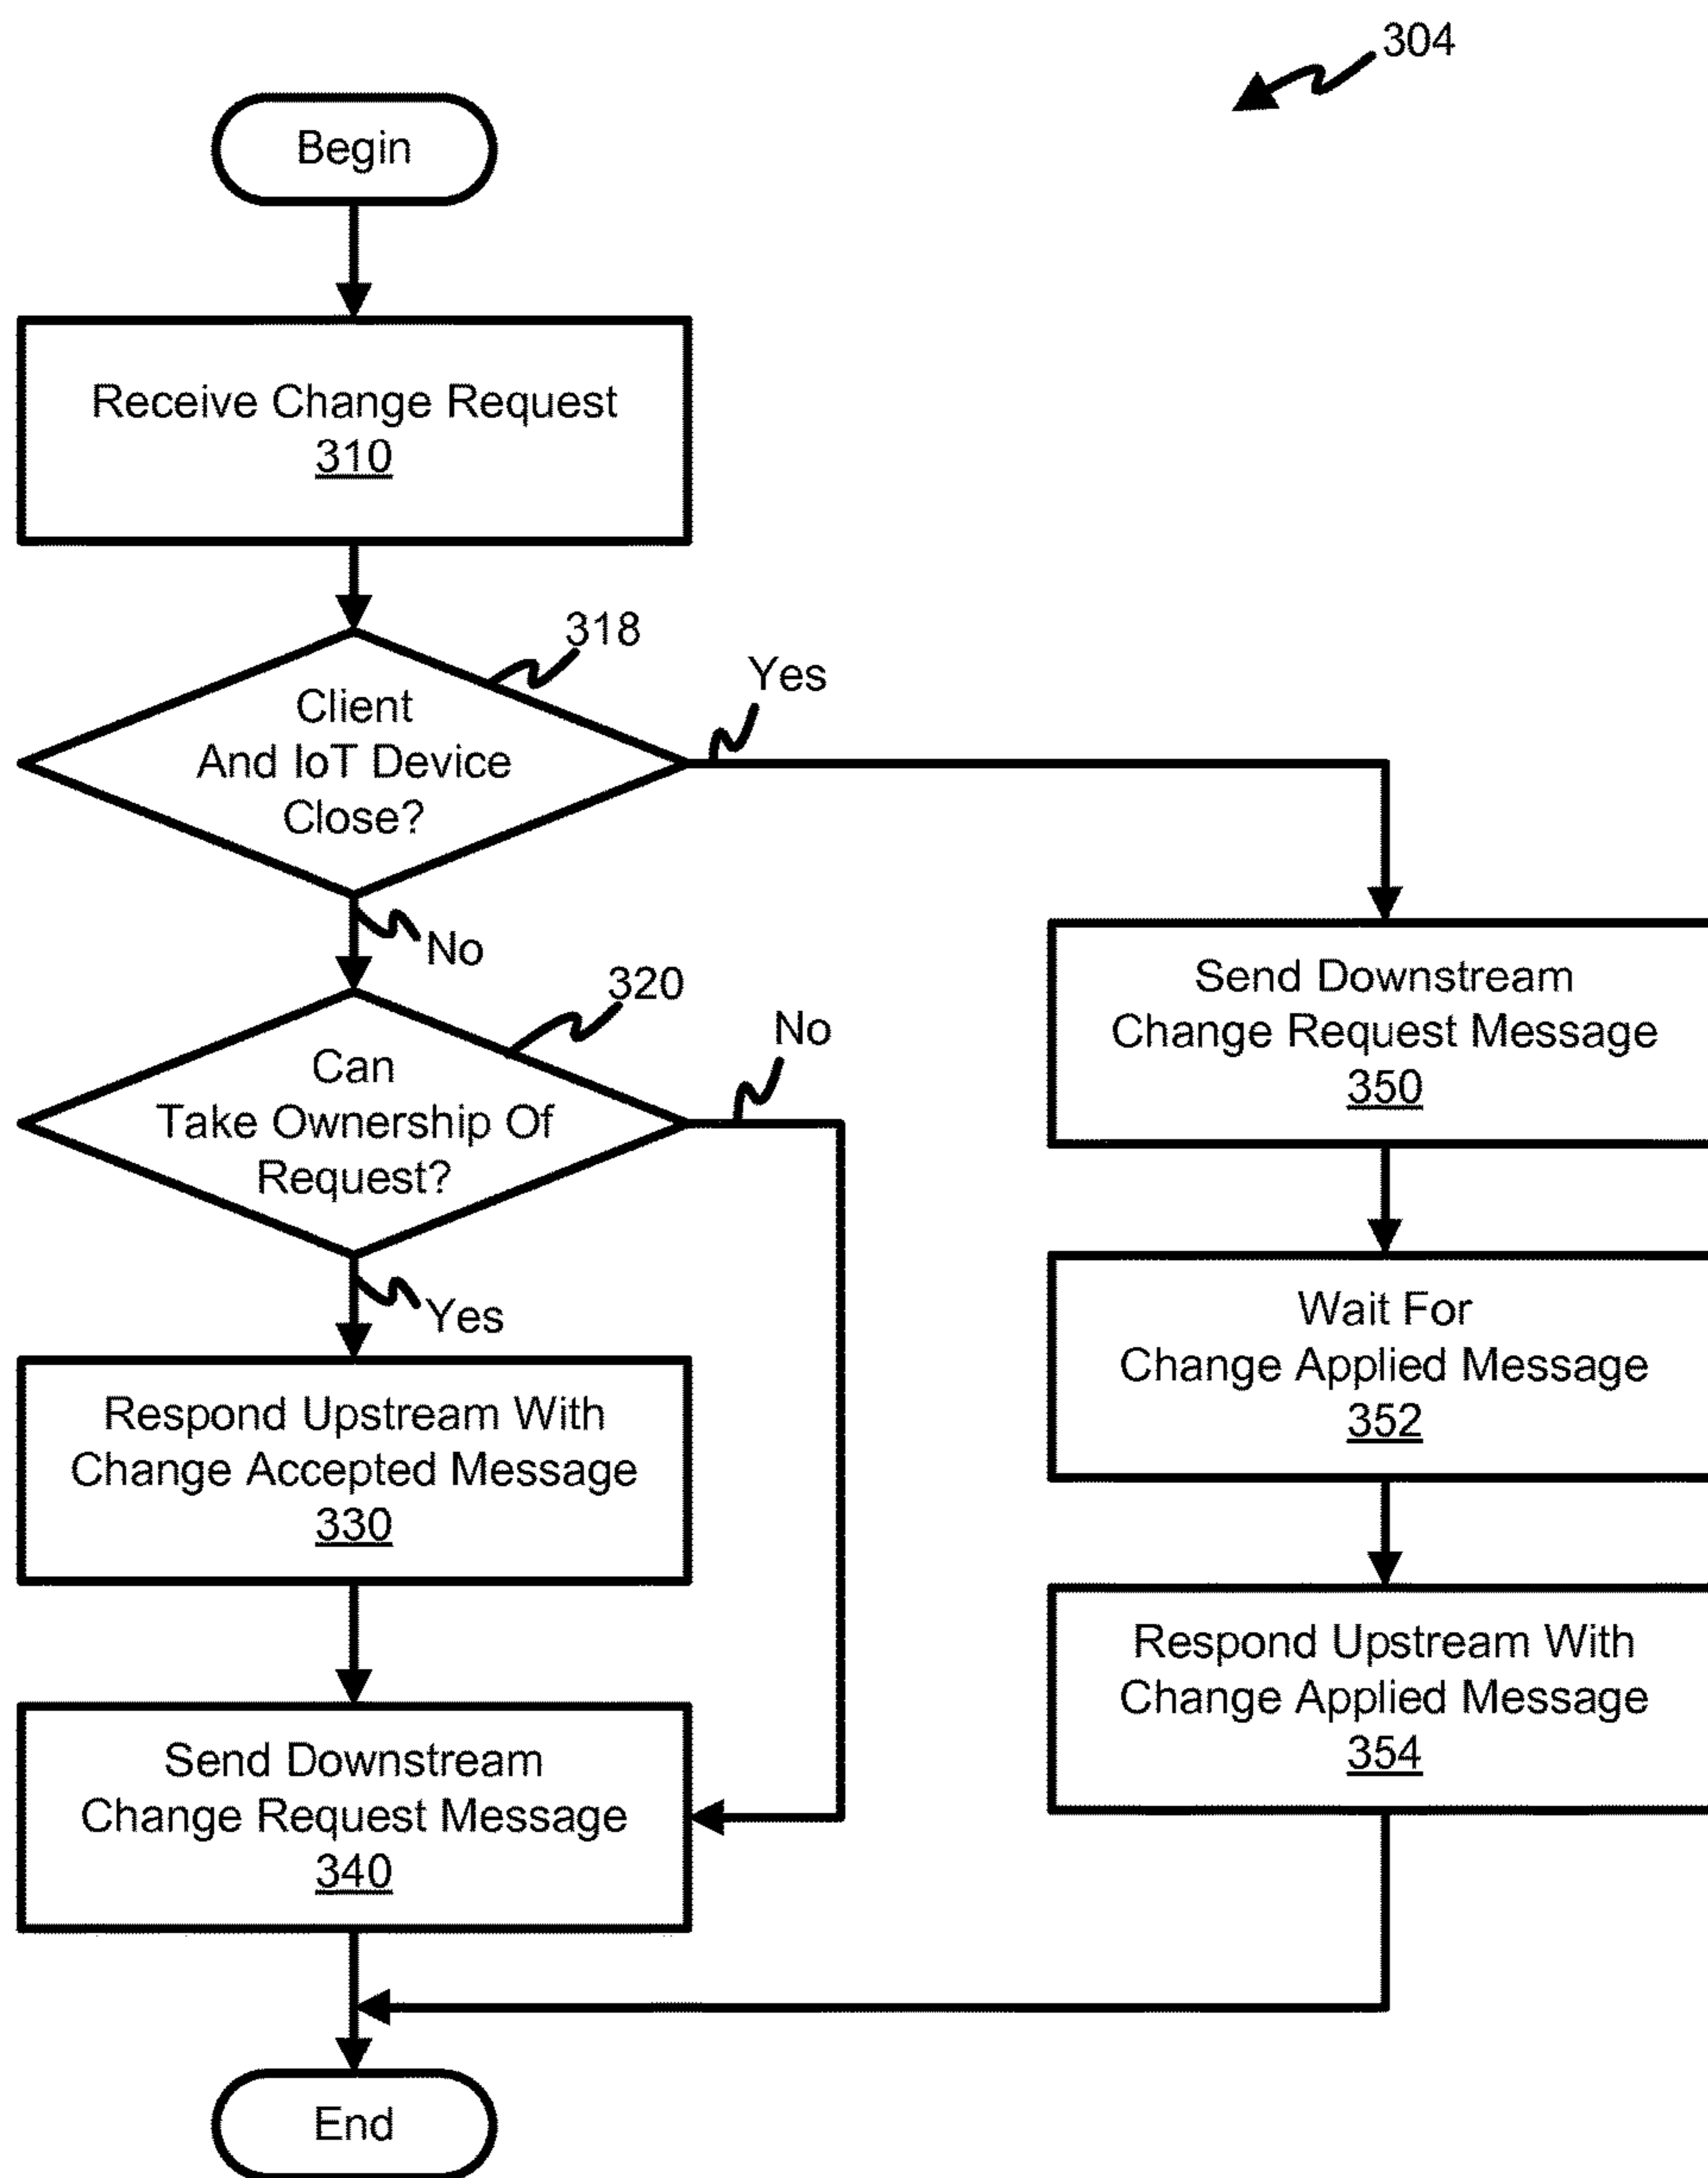 304
Begin
Receive Change Request
310
318
Client
And IoT Device
Close?
Yes
No
320
Can
Take Ownership Of
Request?
No
Yes
Respond Upstream With
Change Accepted Message
330
Send Downstream
Change Request Message
340
Send Downstream
Change Request Message
350
Wait For
Change Applied Message
352
Respond Upstream With
Change Applied Message
354
End